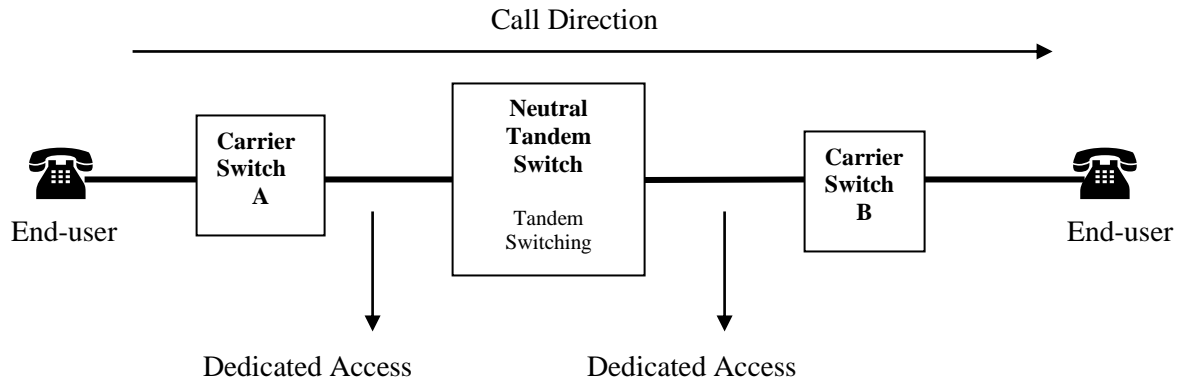 Call Direction
Neutral
Tandem
Switch
Tandem
Switching
Carrier
Switch
A
Carrier
Switch
B
End-user
End-user
Dedicated Access
Dedicated Access